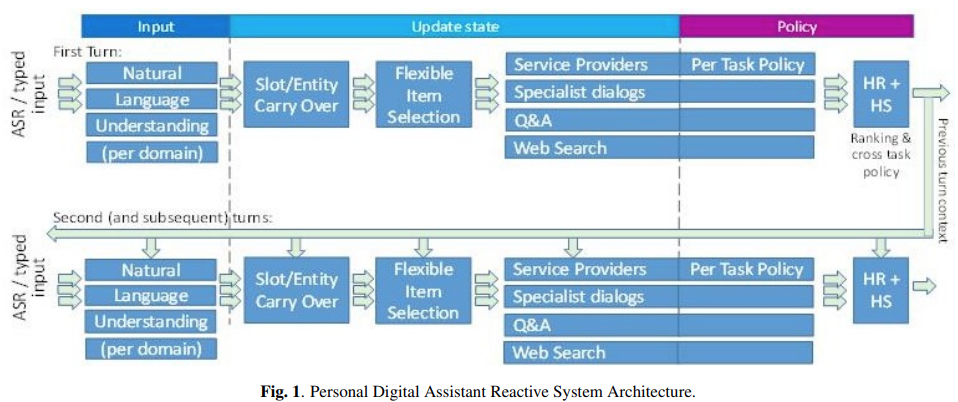 Input
Update state
Policy
First Turn:
ASR / typed
input
Natural
Language
Understanding
(per domain)
Slot/Entity
Carry Over
Flexible
Item
Selection
Service Providers
Per Task Policy
Specialist dialogs
Q&A
Web Search
HR +
HS
Ranking &
cross task
policy
Previous turn context
Second (and subsequent) turns:
ASR / typed
input
Natural
Language
Understanding
(per domain)
Slot/Entity
Carry Over
Flexible
Item
Selection
Service Providers
Per Task Policy
Specialist dialogs
Q&A
Web Search
HR +
HS
Fig. 1. Personal Digital Assistant Reactive System Architecture.